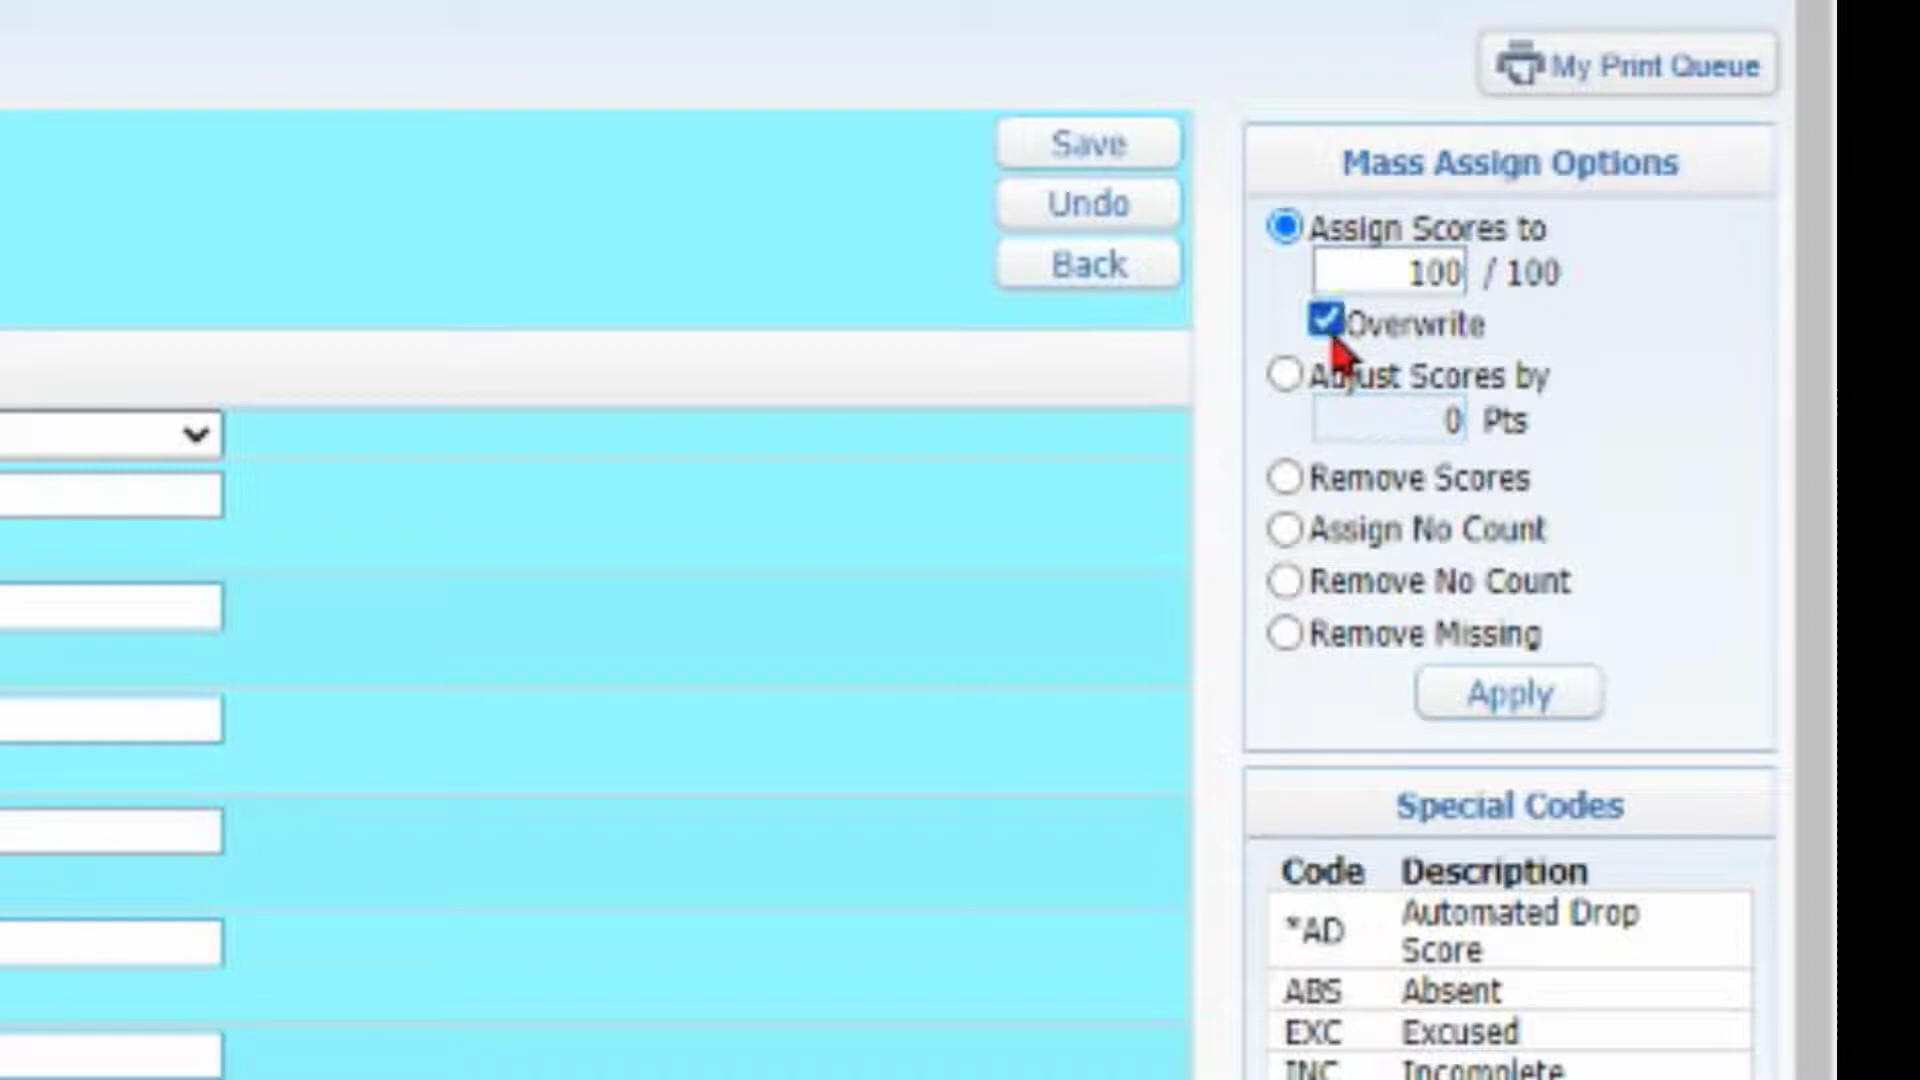 My Print Queue
Save
Undo
Back
Mass Assign Options
Assign Scores to
100 / 100
Overwrite
Adjust Scores by
0 Pts
Remove Scores
Assign No Count
Remove No Count
Remove Missing
Apply
Special Codes
Code Description
*AD Automated Drop Score
ABS Absent
EXC Excused
INC Incomplete